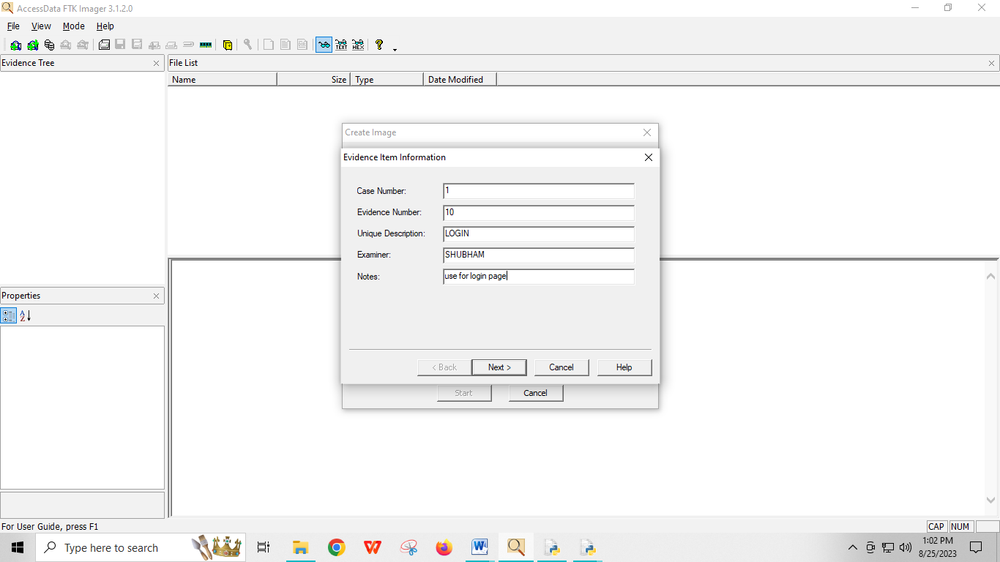 AccessData FTK Imager 3.1.2.0
File View Mode Help
TEXT HEX ?
Evidence Tree
File List
Name Size Type Date Modified
Create Image
Evidence Item Information
Case Number: 1
Evidence Number: 10
Unique Description: LOGIN
Examiner: SHUBHAM
Notes: use for login page
< Back Next > Cancel Help
Start Cancel
Properties
A
Z
For User Guide, press F1
CAP NUM
Type here to search
W
W
1:02 PM
8/25/2023